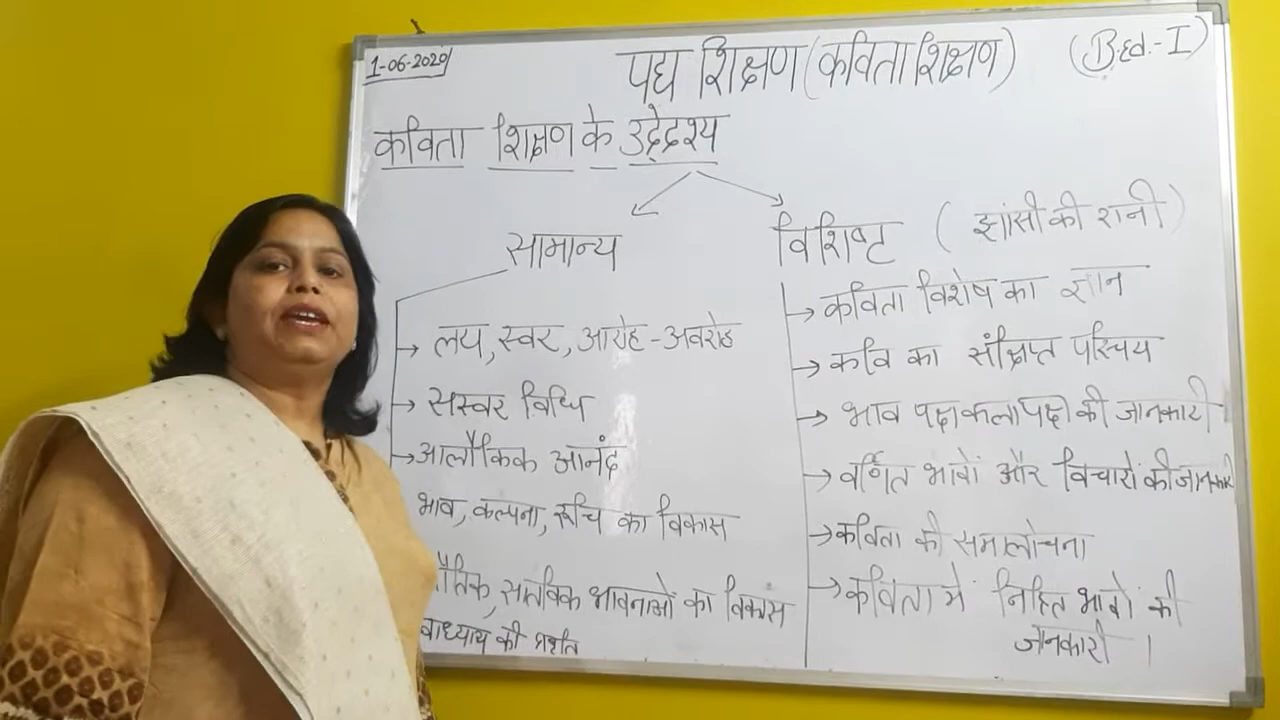 1-06-2020
पद्य शिक्षण (कविता शिक्षण)
(B.Ed.-I)
कविता शिक्षण के उद्देश्य
सामान्य
लय, स्वर, आरोह-अवरोह
सस्वर विधि
आलौकिक आनंद
भाव, कल्पना, रूचि का विकास
सात्विक भावनाओं का विकास
की
विशिष्ट (झांसी की रानी)
कविता विशेष का ज्ञान
कवि का संक्षिप्त परिचय
भाव पक्ष कला पक्ष की जानकारी
वर्णित भावों और विचारों की जानकारी
कविता की समालोचना
कविता में निहित भावों की
जानकारी ।